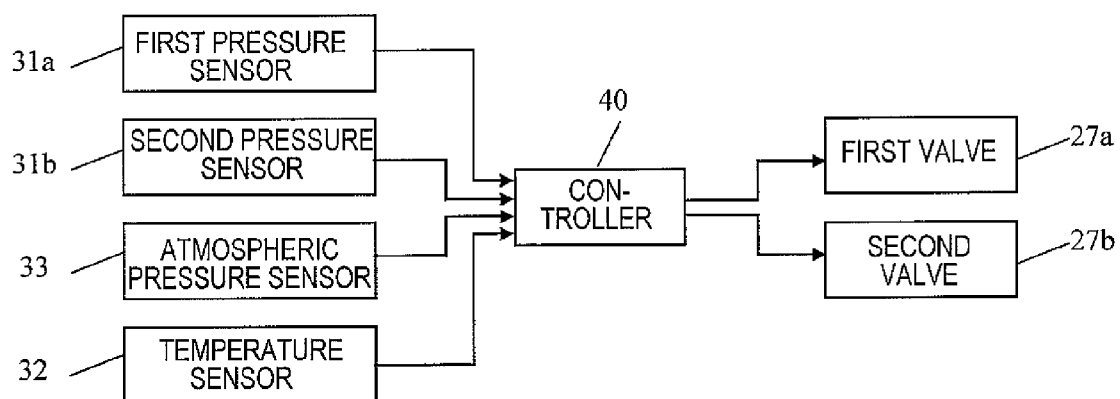 31a
FIRST PRESSURE
SENSOR
31b
SECOND PRESSURE
SENSOR
33
ATMOSPHERIC
PRESSURE SENSOR
32
TEMPERATURE
SENSOR
40
CON-
TROLLER
FIRST VALVE
27a
SECOND
VALVE
27b